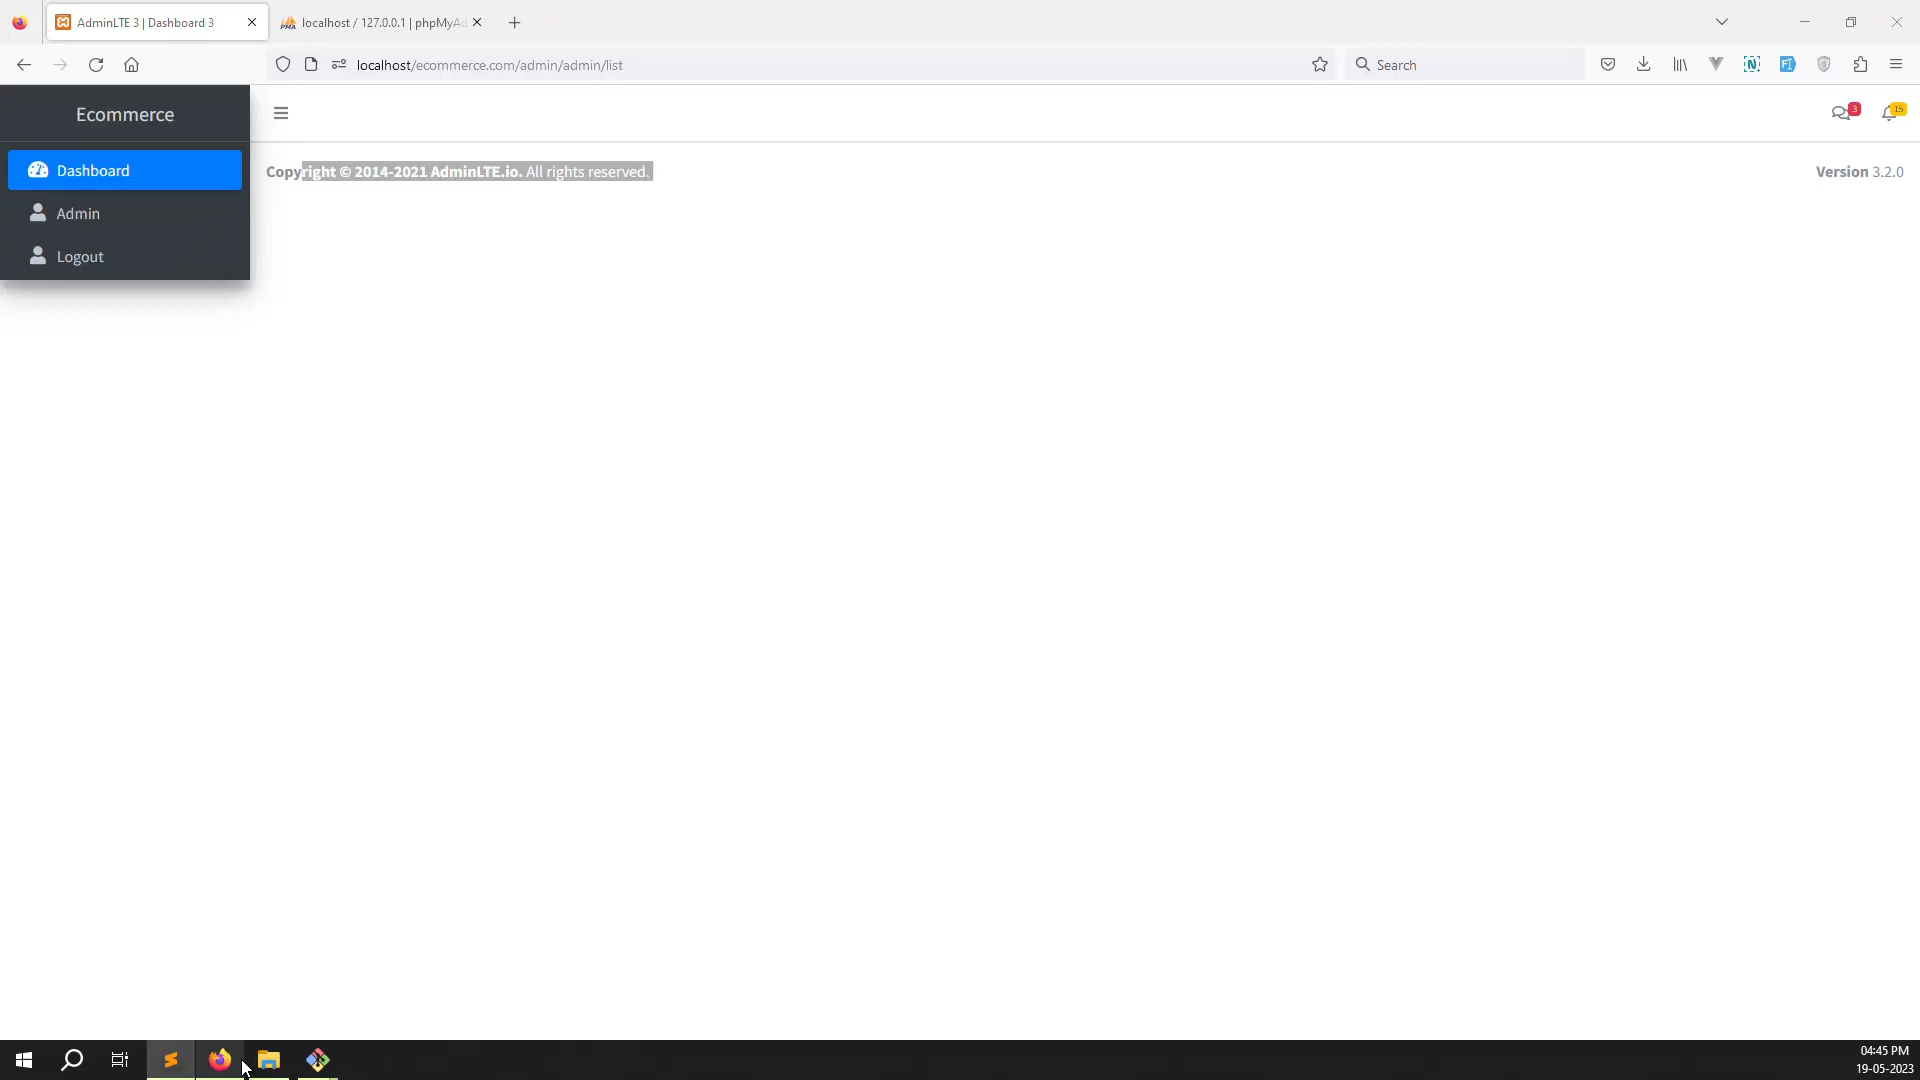 AdminLTE 3 | Dashboard 3
localhost / 127.0.0.1 | phpMyAd
localhost/ecommerce.com/admin/admin/list
Search
Ecommerce
3
15
Dashboard
Copyright © 2014-2021 AdminLTE.io. All rights reserved.
Version 3.2.0
Admin
Logout
04:45 PM
19-05-2023